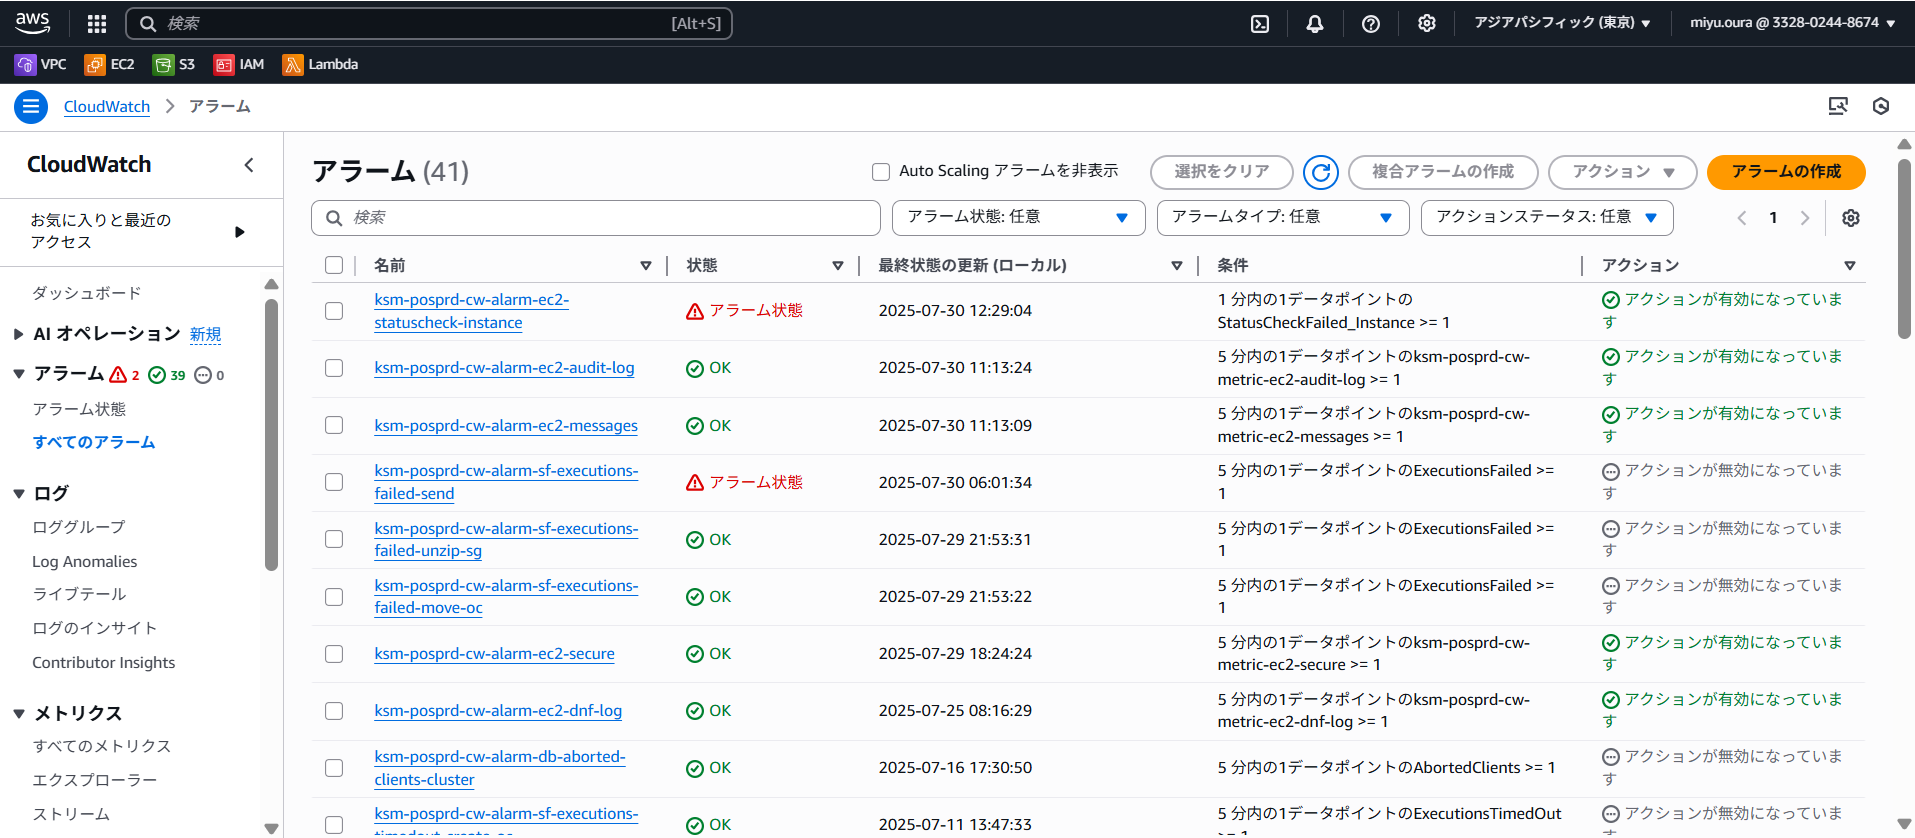 aws
検索 [Alt+S]
アジアパシフィック (東京) ▼
miyu.oura @ 3328-0244-8674 ▼
VPC EC2 S3 IAM Lambda
CloudWatch > アラーム
CloudWatch
お気に入りと最近の
アクセス
ダッシュボード
AI オペレーション 新規
アラーム 2 39 0
アラーム状態
すべてのアラーム
ログ
ロググループ
Log Anomalies
ライブテール
ログのインサイト
Contributor Insights
メトリクス
すべてのメトリクス
エクスプローラー
ストリーム
アラーム (41)
Auto Scaling アラームを非表示
選択をクリア
複合アラームの作成
アクション ▼
アラームの作成
検索
アラーム状態: 任意
アラームタイプ: 任意
アクションステータス: 任意
1
名前 状態 最終状態の更新 (ローカル) 条件 アクション
ksm-posprd-cw-alarm-ec2-
statuscheck-instance
アラーム状態
2025-07-30 12:29:04
1 分内の1データポイントの
StatusCheckFailed_Instance >= 1
アクションが有効になっていま
す
ksm-posprd-cw-alarm-ec2-audit-log
OK
2025-07-30 11:13:24
5 分内の1データポイントのksm-posprd-cw-
metric-ec2-audit-log >= 1
アクションが有効になっていま
す
ksm-posprd-cw-alarm-ec2-messages
OK
2025-07-30 11:13:09
5 分内の1データポイントのksm-posprd-cw-
metric-ec2-messages >= 1
アクションが有効になっていま
す
ksm-posprd-cw-alarm-sf-executions-
failed-send
アラーム状態
2025-07-30 06:01:34
5 分内の1データポイントのExecutionsFailed >=
1
アクションが無効になっていま
す
ksm-posprd-cw-alarm-sf-executions-
failed-unzip-sg
OK
2025-07-29 21:53:31
5 分内の1データポイントのExecutionsFailed >=
1
アクションが無効になっていま
す
ksm-posprd-cw-alarm-sf-executions-
failed-move-oc
OK
2025-07-29 21:53:22
5 分内の1データポイントのExecutionsFailed >=
1
アクションが無効になっていま
す
ksm-posprd-cw-alarm-ec2-secure
OK
2025-07-29 18:24:24
5 分内の1データポイントのksm-posprd-cw-
metric-ec2-secure >= 1
アクションが有効になっていま
す
ksm-posprd-cw-alarm-ec2-dnf-log
OK
2025-07-25 08:16:29
5 分内の1データポイントのksm-posprd-cw-
metric-ec2-dnf-log >= 1
アクションが有効になっていま
す
ksm-posprd-cw-alarm-db-aborted-
clients-cluster
OK
2025-07-16 17:30:50
5 分内の1データポイントのAbortedClients >= 1
アクションが無効になっていま
す
ksm-posprd-cw-alarm-sf-executions-
OK
2025-07-11 13:47:33
5 分内の1データポイントのExecutionsTimedOut
アクションが無効になっていま